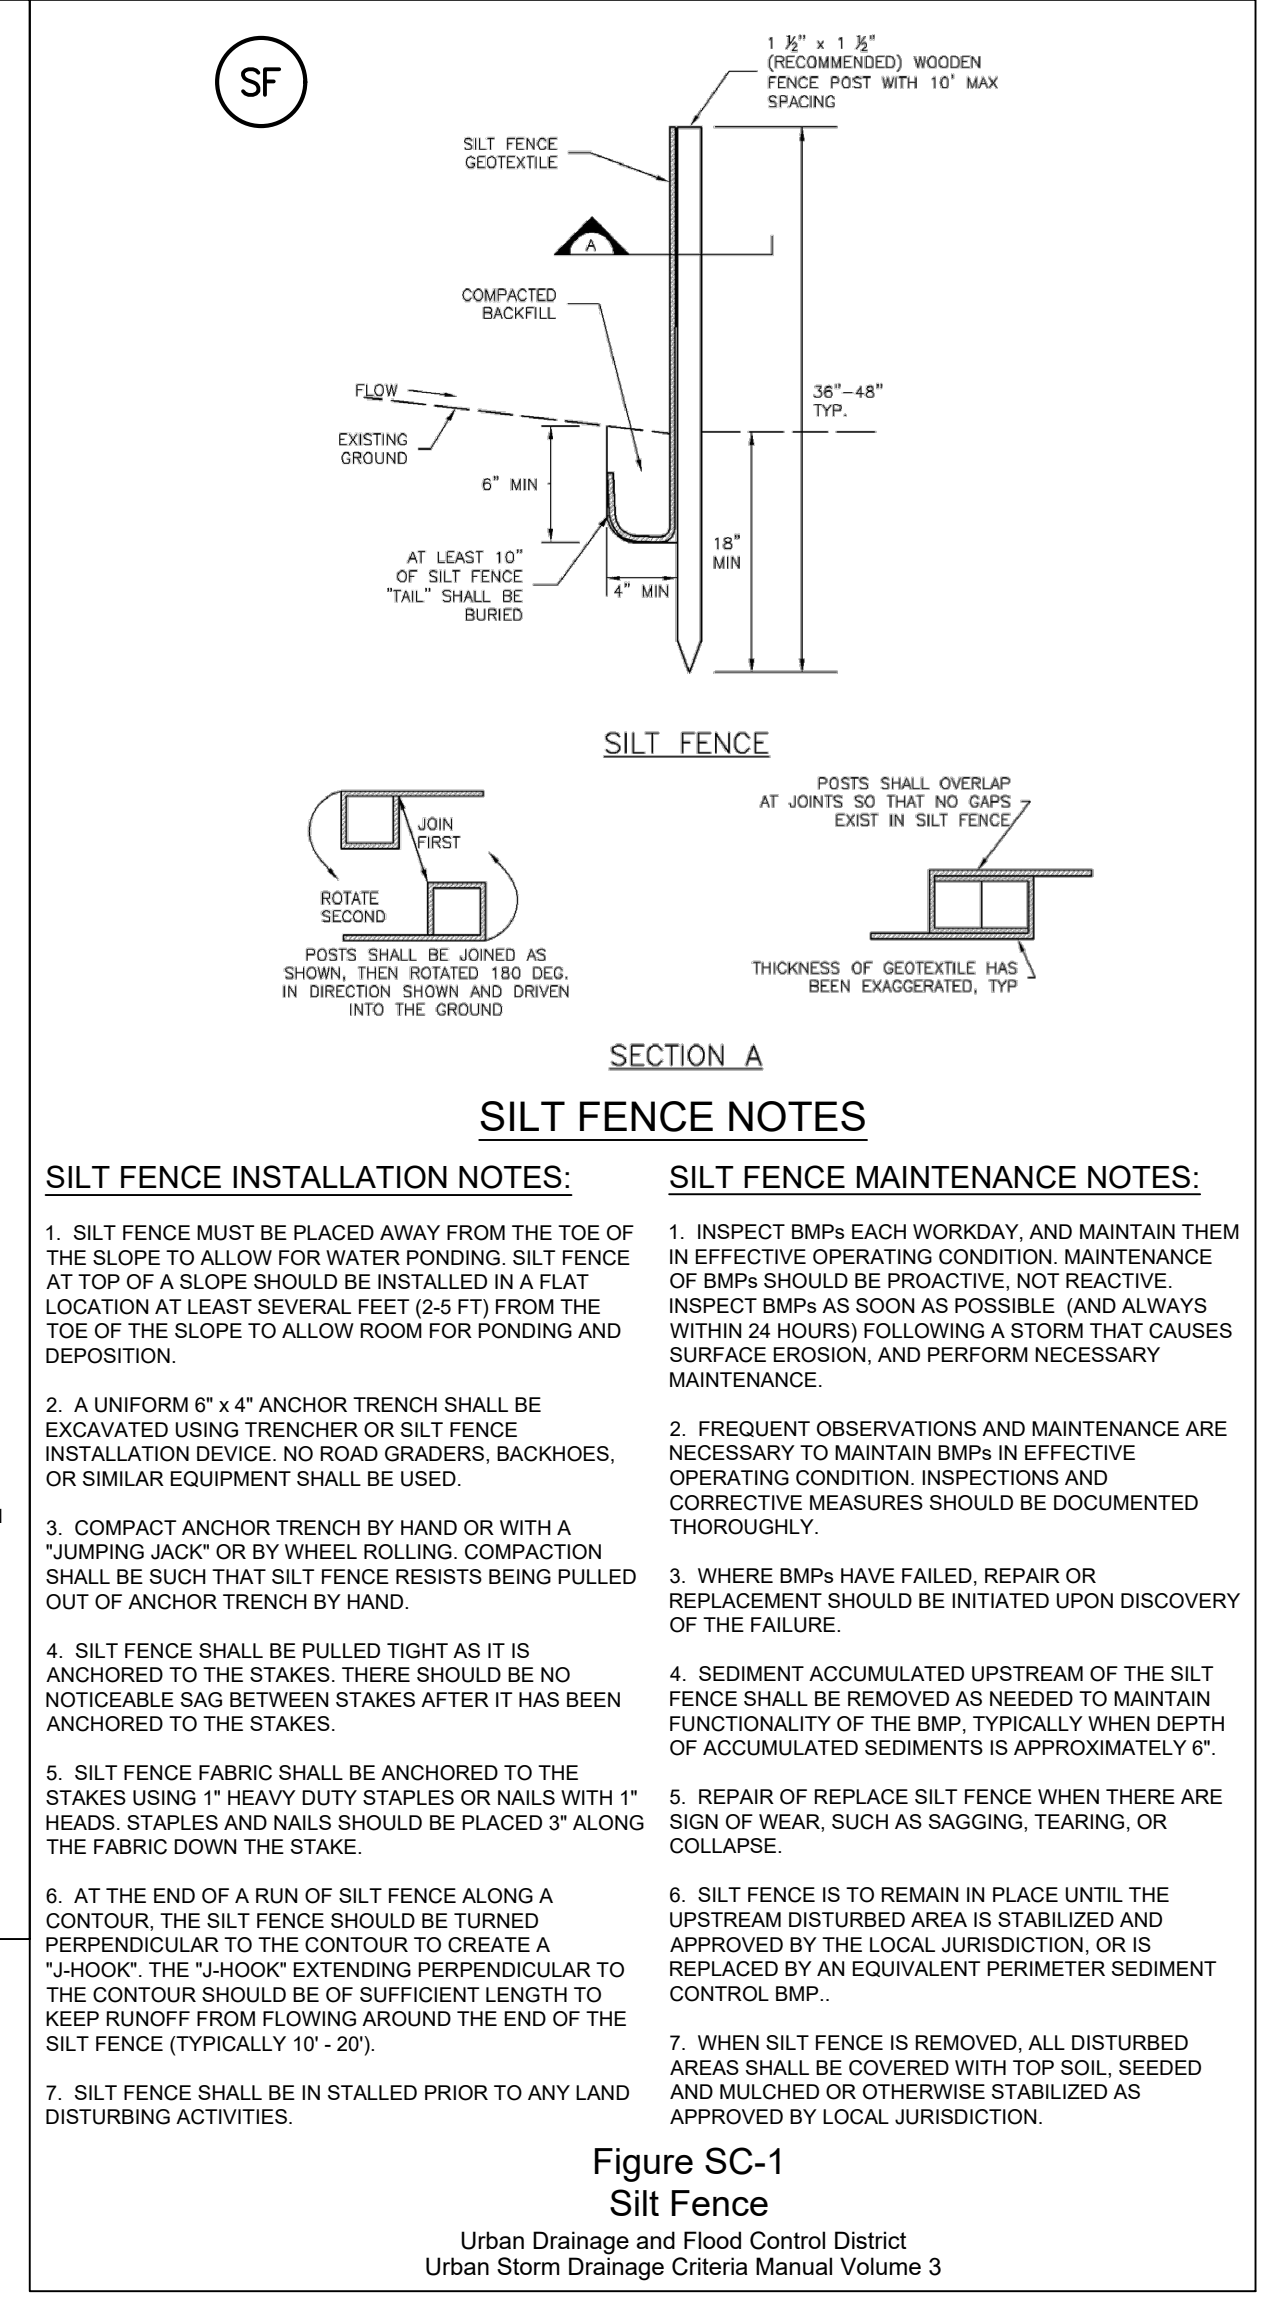 SF
1 ½" x 1 ½"
(RECOMMENDED) WOODEN
FENCE POST WITH 10' MAX
SPACING
SILT FENCE
GEOTEXTILE
A
COMPACTED
BACKFILL
FLOW
36"-48"
TYP.
EXISTING
GROUND
6" MIN
18"
MIN
AT LEAST 10"
OF SILT FENCE
"TAIL" SHALL BE
BURIED
4" MIN
SILT FENCE
JOIN
FIRST
ROTATE
SECOND
POSTS SHALL BE JOINED AS
SHOWN, THEN ROTATED 180 DEG.
IN DIRECTION SHOWN AND DRIVEN
INTO THE GROUND
POSTS SHALL OVERLAP
AT JOINTS SO THAT NO GAPS
EXIST IN SILT FENCE
THICKNESS OF GEOTEXTILE HAS
BEEN EXAGGERATED, TYP
SECTION A
SILT FENCE NOTES
SILT FENCE INSTALLATION NOTES:
1. SILT FENCE MUST BE PLACED AWAY FROM THE TOE OF
THE SLOPE TO ALLOW FOR WATER PONDING. SILT FENCE
AT TOP OF A SLOPE SHOULD BE INSTALLED IN A FLAT
LOCATION AT LEAST SEVERAL FEET (2-5 FT) FROM THE
TOE OF THE SLOPE TO ALLOW ROOM FOR PONDING AND
DEPOSITION.
2. A UNIFORM 6" x 4" ANCHOR TRENCH SHALL BE
EXCAVATED USING TRENCHER OR SILT FENCE
INSTALLATION DEVICE. NO ROAD GRADERS, BACKHOES,
OR SIMILAR EQUIPMENT SHALL BE USED.
3. COMPACT ANCHOR TRENCH BY HAND OR WITH A
"JUMPING JACK" OR BY WHEEL ROLLING. COMPACTION
SHALL BE SUCH THAT SILT FENCE RESISTS BEING PULLED
OUT OF ANCHOR TRENCH BY HAND.
4. SILT FENCE SHALL BE PULLED TIGHT AS IT IS
ANCHORED TO THE STAKES. THERE SHOULD BE NO
NOTICEABLE SAG BETWEEN STAKES AFTER IT HAS BEEN
ANCHORED TO THE STAKES.
5. SILT FENCE FABRIC SHALL BE ANCHORED TO THE
STAKES USING 1" HEAVY DUTY STAPLES OR NAILS WITH 1"
HEADS. STAPLES AND NAILS SHOULD BE PLACED 3" ALONG
THE FABRIC DOWN THE STAKE.
6. AT THE END OF A RUN OF SILT FENCE ALONG A
CONTOUR, THE SILT FENCE SHOULD BE TURNED
PERPENDICULAR TO THE CONTOUR TO CREATE A
"J-HOOK". THE "J-HOOK" EXTENDING PERPENDICULAR TO
THE CONTOUR SHOULD BE OF SUFFICIENT LENGTH TO
KEEP RUNOFF FROM FLOWING AROUND THE END OF THE
SILT FENCE (TYPICALLY 10' - 20').
7. SILT FENCE SHALL BE IN STALLED PRIOR TO ANY LAND
DISTURBING ACTIVITIES.
SILT FENCE MAINTENANCE NOTES:
1. INSPECT BMPs EACH WORKDAY, AND MAINTAIN THEM
IN EFFECTIVE OPERATING CONDITION. MAINTENANCE
OF BMPs SHOULD BE PROACTIVE, NOT REACTIVE.
INSPECT BMPs AS SOON AS POSSIBLE (AND ALWAYS
WITHIN 24 HOURS) FOLLOWING A STORM THAT CAUSES
SURFACE EROSION, AND PERFORM NECESSARY
MAINTENANCE.
2. FREQUENT OBSERVATIONS AND MAINTENANCE ARE
NECESSARY TO MAINTAIN BMPs IN EFFECTIVE
OPERATING CONDITION. INSPECTIONS AND
CORRECTIVE MEASURES SHOULD BE DOCUMENTED
THOROUGHLY.
3. WHERE BMPs HAVE FAILED, REPAIR OR
REPLACEMENT SHOULD BE INITIATED UPON DISCOVERY
OF THE FAILURE.
4. SEDIMENT ACCUMULATED UPSTREAM OF THE SILT
FENCE SHALL BE REMOVED AS NEEDED TO MAINTAIN
FUNCTIONALITY OF THE BMP, TYPICALLY WHEN DEPTH
OF ACCUMULATED SEDIMENTS IS APPROXIMATELY 6".
5. REPAIR OF REPLACE SILT FENCE WHEN THERE ARE
SIGN OF WEAR, SUCH AS SAGGING, TEARING, OR
COLLAPSE.
6. SILT FENCE IS TO REMAIN IN PLACE UNTIL THE
UPSTREAM DISTURBED AREA IS STABILIZED AND
APPROVED BY THE LOCAL JURISDICTION, OR IS
REPLACED BY AN EQUIVALENT PERIMETER SEDIMENT
CONTROL BMP..
7. WHEN SILT FENCE IS REMOVED, ALL DISTURBED
AREAS SHALL BE COVERED WITH TOP SOIL, SEEDED
AND MULCHED OR OTHERWISE STABILIZED AS
APPROVED BY LOCAL JURISDICTION.
Figure SC-1
Silt Fence
Urban Drainage and Flood Control District
Urban Storm Drainage Criteria Manual Volume 3